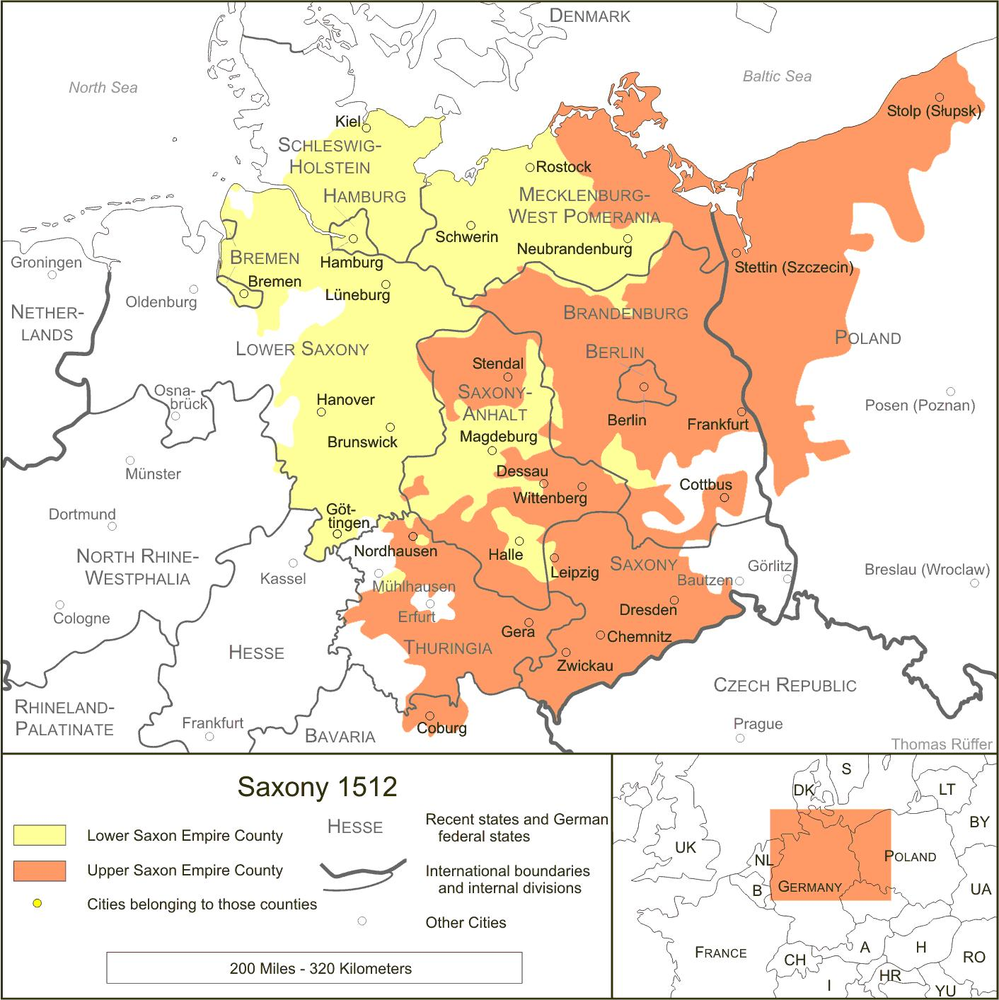 DENMARK
North Sea
Baltic Sea
Stolp (Słupsk)
Kiel
SCHLESWIG-
HOLSTEIN
Rostock
HAMBURG
MECKLENBURG-
WEST POMERANIA
Schwerin
Neubrandenburg
Groningen
BREMEN
Hamburg
Stettin (Szczecin)
Bremen
Lüneburg
Oldenburg
NETHER-
LANDS
BRANDENBURG
POLAND
LOWER SAXONY
BERLIN
Stendal
SAXONY-
ANHALT
Osna-
brück
Hanover
Posen (Poznan)
Berlin
Frankfurt
Brunswick
Magdeburg
Münster
Dessau
Cottbus
Wittenberg
Dortmund
Göt-
tingen
Nordhausen
Halle
NORTH RHINE-
WESTPHALIA
Kassel
Leipzig
SAXONY
Görlitz
Bautzen
Breslau (Wroclaw)
Mühlhausen
Cologne
Erfurt
Dresden
Gera
Chemnitz
HESSE
THURINGIA
Zwickau
CZECH REPUBLIC
RHINELAND-
PALATINATE
Frankfurt
BAVARIA
Coburg
Prague
Thomas Rüffer
Saxony 1512
Lower Saxon Empire County
Upper Saxon Empire County
Cities belonging to those counties
HESSE
Recent states and German
federal states
International boundaries
and internal divisions
Other Cities
200 Miles - 320 Kilometers
S
DK
LT
BY
UK
NL
POLAND
B
GERMANY
UA
FRANCE
CH
A
H
RO
I
HR
YU